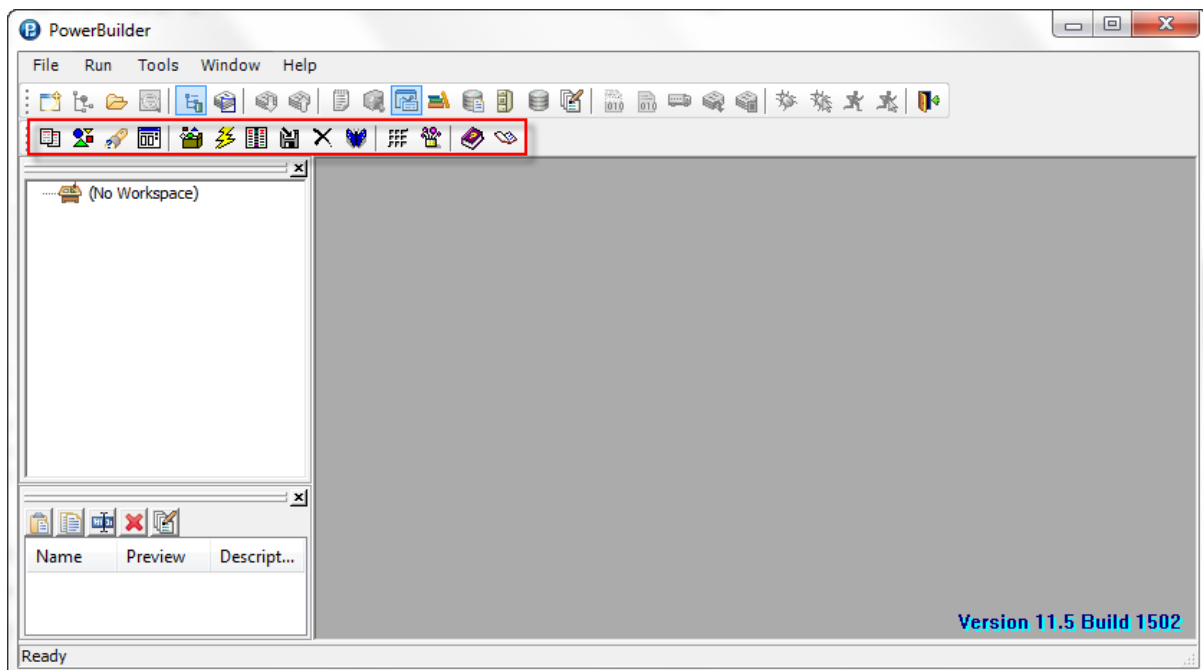 PowerBuilder
File Run Tools Window Help
(No Workspace)
Name Preview Descript...
Version 11.5 Build 1502
Ready